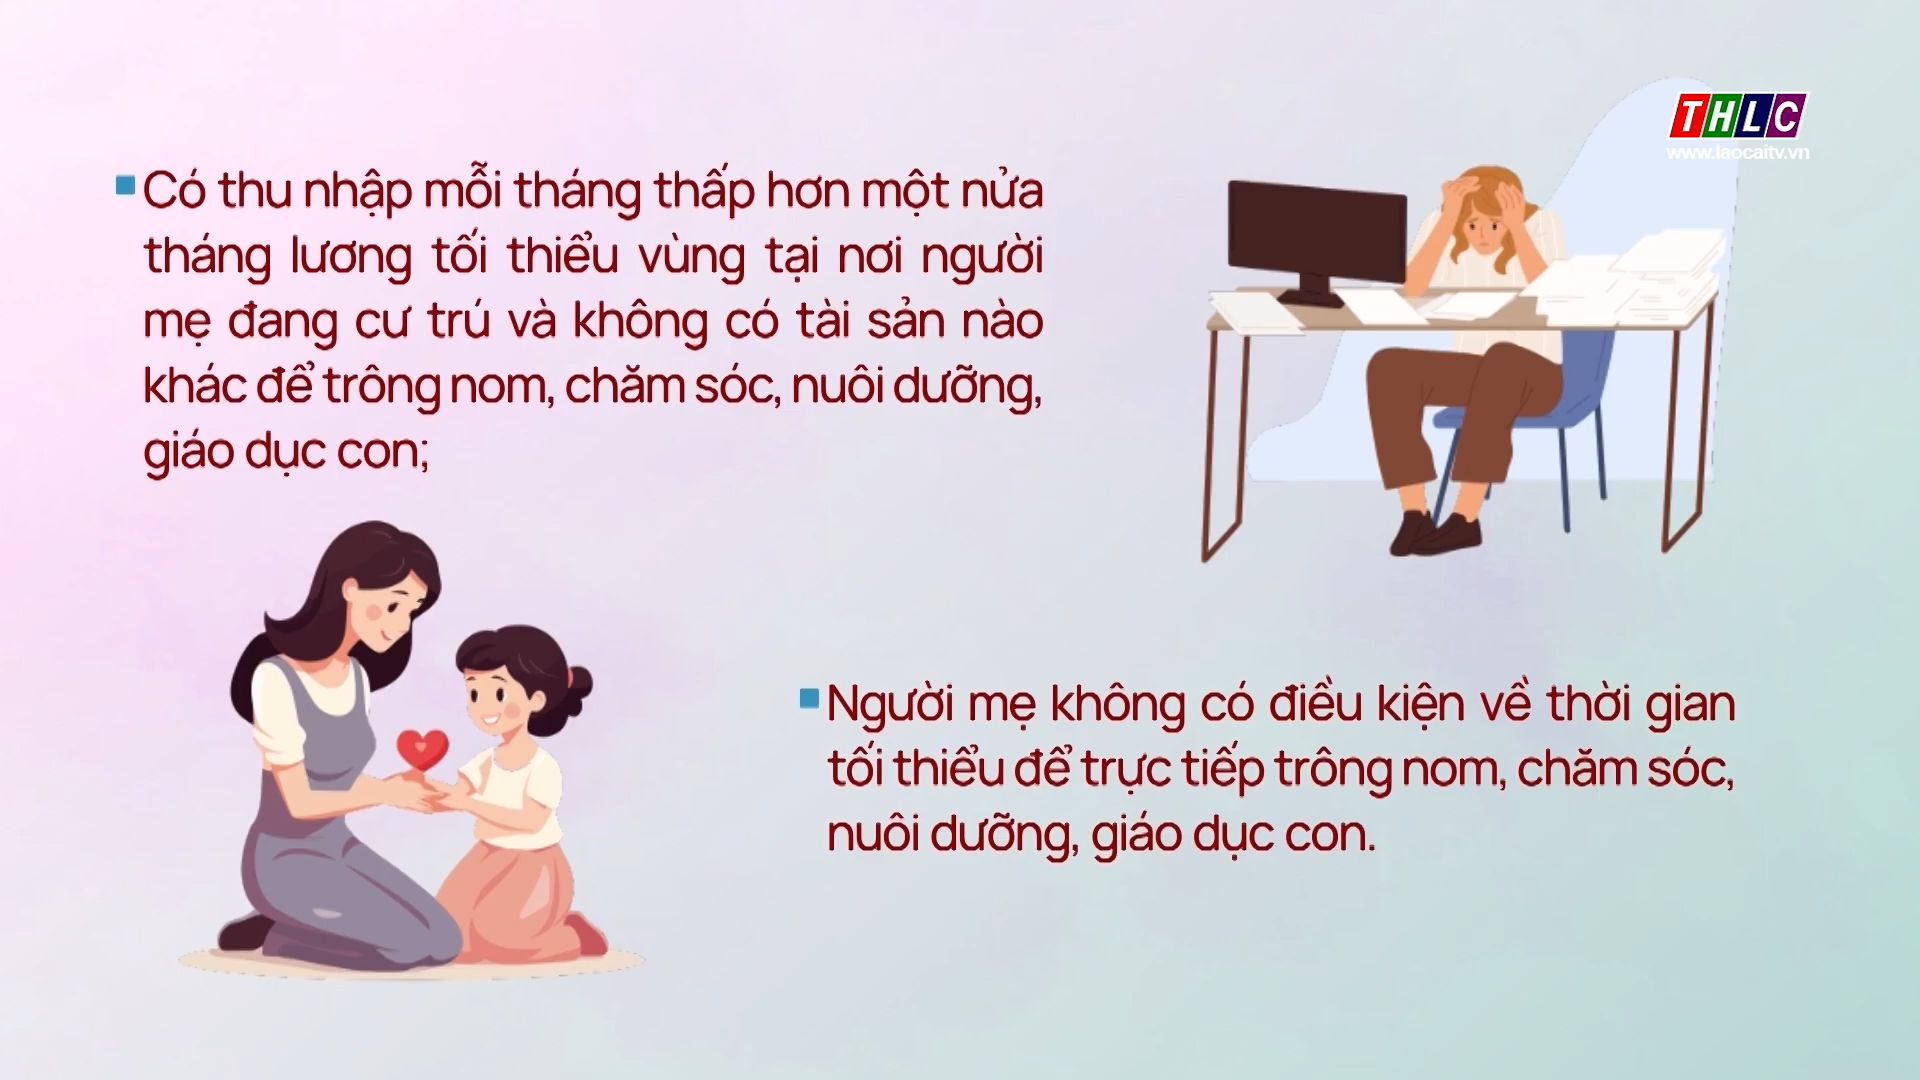 THLC
www.laocaitv.vn
Có thu nhập mỗi tháng thấp hơn một nửa
tháng lương tối thiểu vùng tại nơi người
mẹ đang cư trú và không có tài sản nào
khác để trông nom, chăm sóc, nuôi dưỡng,
giáo dục con;
Người mẹ không có điều kiện về thời gian
tối thiểu để trực tiếp trông nom, chăm sóc,
nuôi dưỡng, giáo dục con.